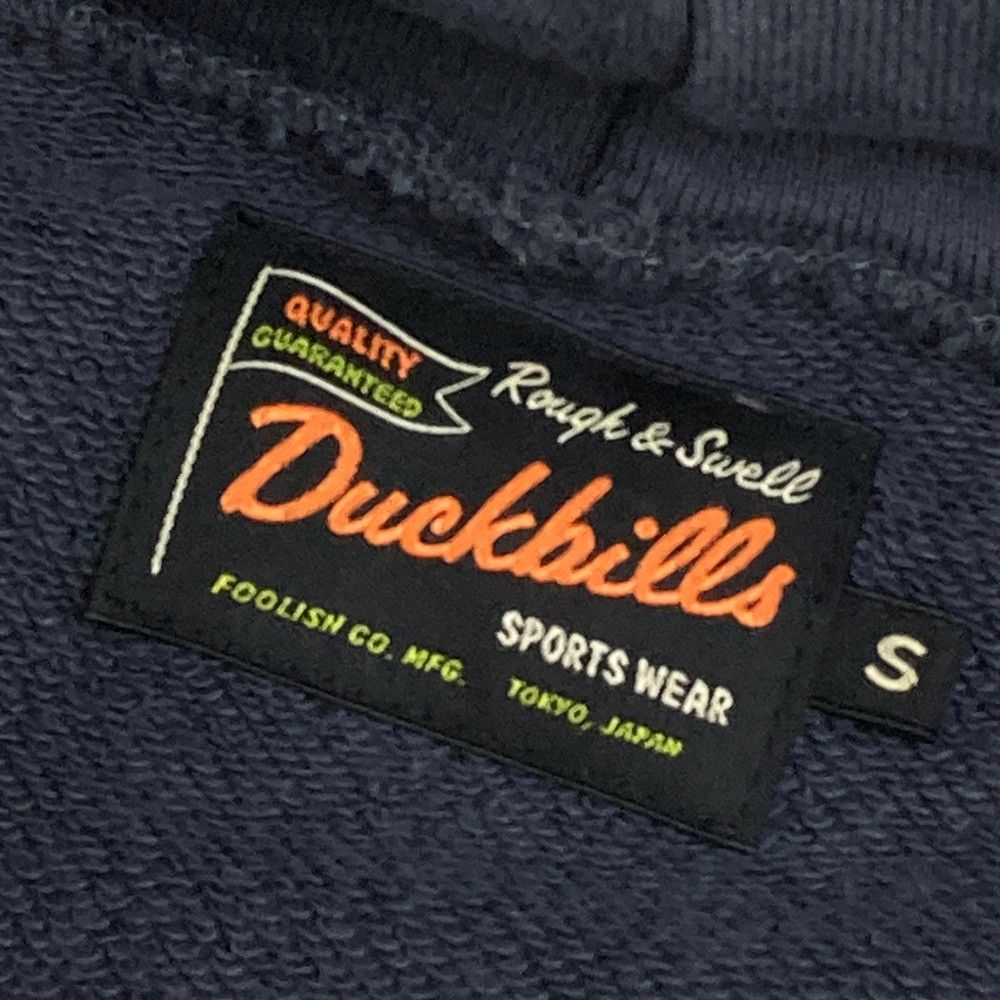 QUALITY
GUARANTEED
Rough & Swell
Duckbills
SPORTS WEAR
FOOLISH CO. MFG.
TOKYO, JAPAN
S